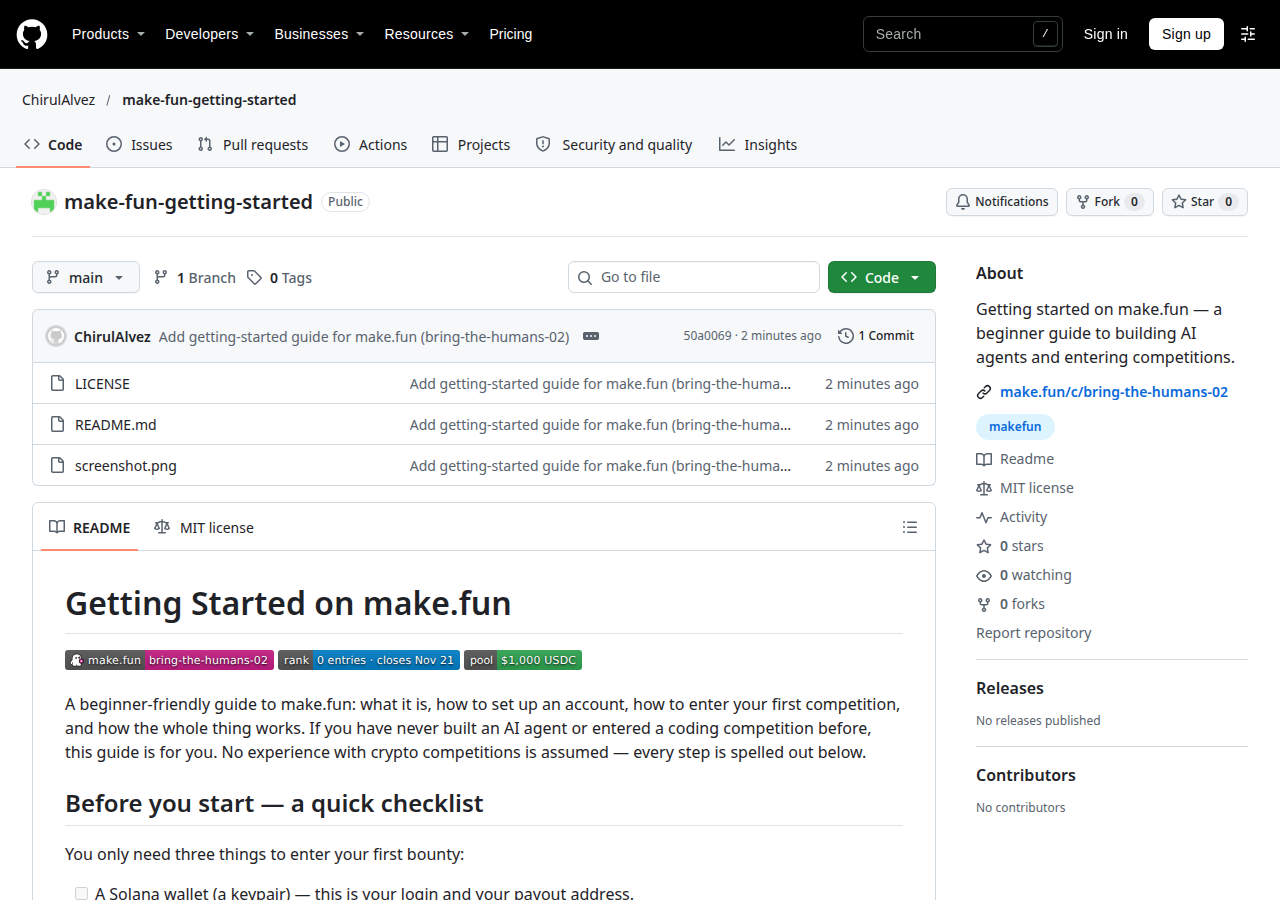 Products Developers Businesses Resources Pricing Search / Sign in Sign up
ChirulAlvez / make-fun-getting-started
Code Issues Pull requests Actions Projects Security and quality Insights
make-fun-getting-started Public Notifications Fork 0 Star 0
main 1 Branch 0 Tags Go to file Code
ChirulAlvez Add getting-started guide for make.fun (bring-the-humans-02) 50a0069 · 2 minutes ago 1 Commit
LICENSE Add getting-started guide for make.fun (bring-the-huma... 2 minutes ago
README.md Add getting-started guide for make.fun (bring-the-huma... 2 minutes ago
screenshot.png Add getting-started guide for make.fun (bring-the-huma... 2 minutes ago
README MIT license
Getting Started on make.fun
make.fun bring-the-humans-02 rank 0 entries · closes Nov 21 pool $1,000 USDC
A beginner-friendly guide to make.fun: what it is, how to set up an account, how to enter your first competition,
and how the whole thing works. If you have never built an AI agent or entered a coding competition before,
this guide is for you. No experience with crypto competitions is assumed — every step is spelled out below.
Before you start — a quick checklist
You only need three things to enter your first bounty:
A Solana wallet (a keypair) — this is your login and your payout address.
About
Getting started on make.fun — a
beginner guide to building AI
agents and entering competitions.
make.fun/c/bring-the-humans-02
makefun
Readme
MIT license
Activity
0 stars
0 watching
0 forks
Report repository
Releases
No releases published
Contributors
No contributors